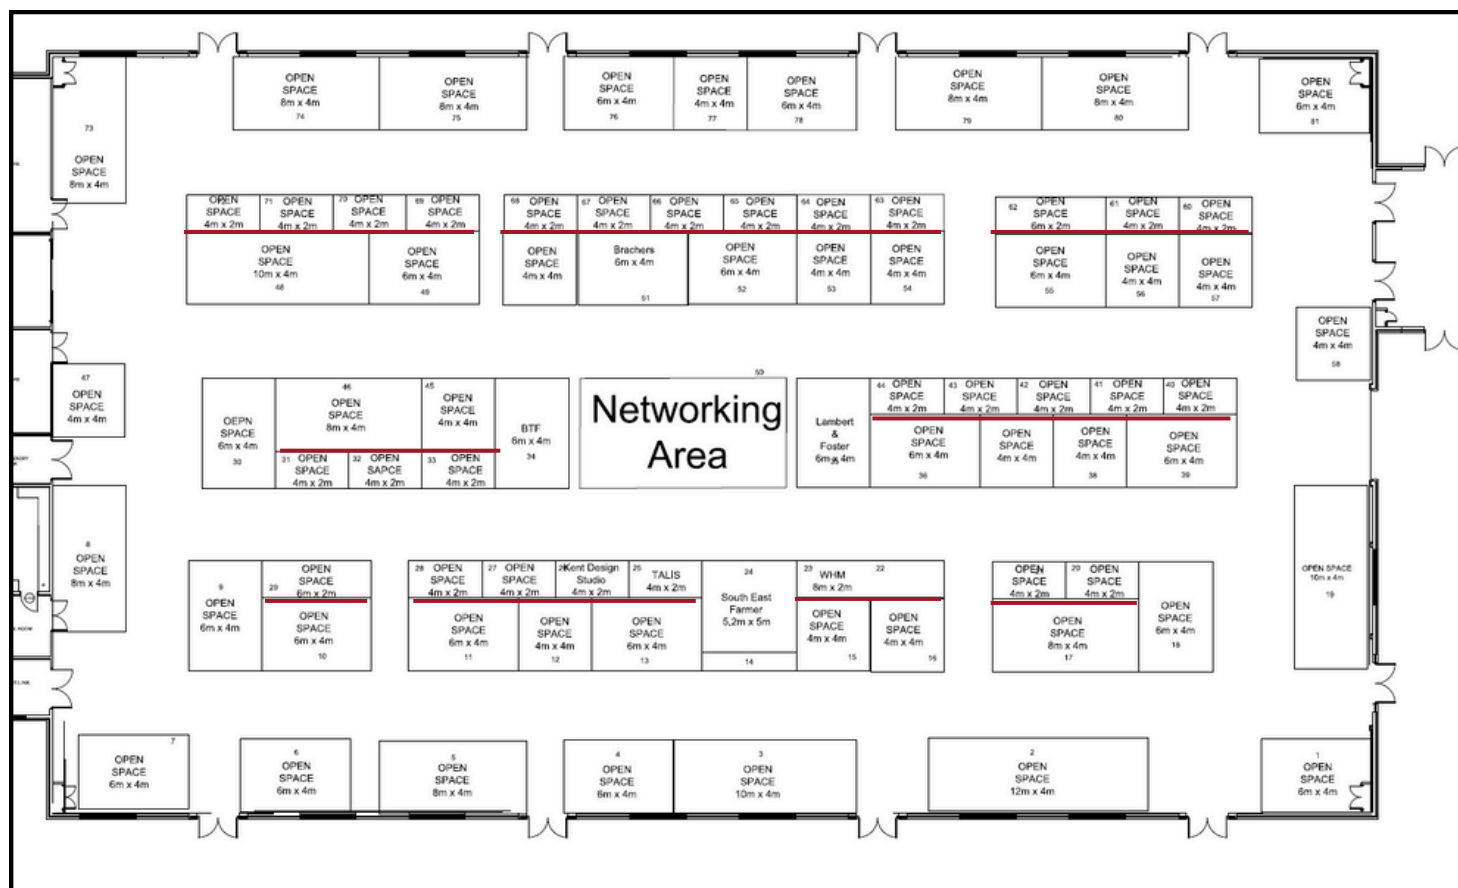 OPEN
SPACE
8m x 4m
74
OPEN
SPACE
8m x 4m
75
OPEN
SPACE
6m x 4m
76
OPEN
SPACE
4m x 4m
77
OPEN
SPACE
6m x 4m
78
OPEN
SPACE
8m x 4m
79
OPEN
SPACE
8m x 4m
80
OPEN
SPACE
6m x 4m
81
73
OPEN
SPACE
8m x 4m
OPEN
SPACE
4m x 2m
71 OPEN
SPACE
4m x 2m
70 OPEN
SPACE
4m x 2m
69 OPEN
SPACE
4m x 2m
68 OPEN
SPACE
4m x 2m
67 OPEN
SPACE
4m x 2m
66 OPEN
SPACE
4m x 2m
65 OPEN
SPACE
4m x 2m
64 OPEN
SPACE
4m x 2m
63 OPEN
SPACE
4m x 2m
62 OPEN
SPACE
6m x 2m
61 OPEN
SPACE
4m x 2m
60 OPEN
SPACE
4m x 2m
OPEN
SPACE
10m x 4m
48
OPEN
SPACE
6m x 4m
49
OPEN
SPACE
4m x 4m
Brachers
6m x 4m
51
OPEN
SPACE
6m x 4m
52
OPEN
SPACE
4m x 4m
53
OPEN
SPACE
4m x 4m
54
OPEN
SPACE
6m x 4m
55
OPEN
SPACE
4m x 4m
56
OPEN
SPACE
4m x 4m
57
OPEN
SPACE
4m x 4m
58
47
OPEN
SPACE
4m x 4m
OEPN
SPACE
6m x 4m
30
46
OPEN
SPACE
8m x 4m
45
OPEN
SPACE
4m x 4m
BTF
6m x 4m
34
31 OPEN
SPACE
4m x 2m
32 OPEN
SAPCE
4m x 2m
33 OPEN
SPACE
4m x 2m
50
Networking
Area
Lambert
&
Foster
6m x 4m
44 OPEN
SPACE
4m x 2m
43 OPEN
SPACE
4m x 2m
42 OPEN
SPACE
4m x 2m
41 OPEN
SPACE
4m x 2m
40 OPEN
SPACE
4m x 2m
OPEN
SPACE
6m x 4m
36
OPEN
SPACE
4m x 4m
OPEN
SPACE
4m x 4m
38
OPEN
SPACE
6m x 4m
39
8
OPEN
SPACE
8m x 4m
OPEN SPACE
10m x 4m
19
9
OPEN
SPACE
6m x 4m
29 OPEN
SPACE
6m x 2m
OPEN
SPACE
6m x 4m
10
28 OPEN
SPACE
4m x 2m
27 OPEN
SPACE
4m x 2m
Kent Design
Studio
4m x 2m
25 TALIS
4m x 2m
24
South East
Farmer
5,2m x 5m
14
23 WHM 22
8m x 2m
OPEN
SPACE
6m x 4m
11
OPEN
SPACE
4m x 4m
12
OPEN
SPACE
6m x 4m
13
OPEN
SPACE
4m x 4m
15
OPEN
SPACE
4m x 4m
16
OPEN
SPACE
4m x 2m
20 OPEN
SPACE
4m x 2m
OPEN
SPACE
8m x 4m
17
OPEN
SPACE
6m x 4m
18
7
OPEN
SPACE
6m x 4m
6
OPEN
SPACE
6m x 4m
5
OPEN
SPACE
8m x 4m
4
OPEN
SPACE
6m x 4m
3
OPEN
SPACE
10m x 4m
2
OPEN
SPACE
12m x 4m
1
OPEN
SPACE
6m x 4m